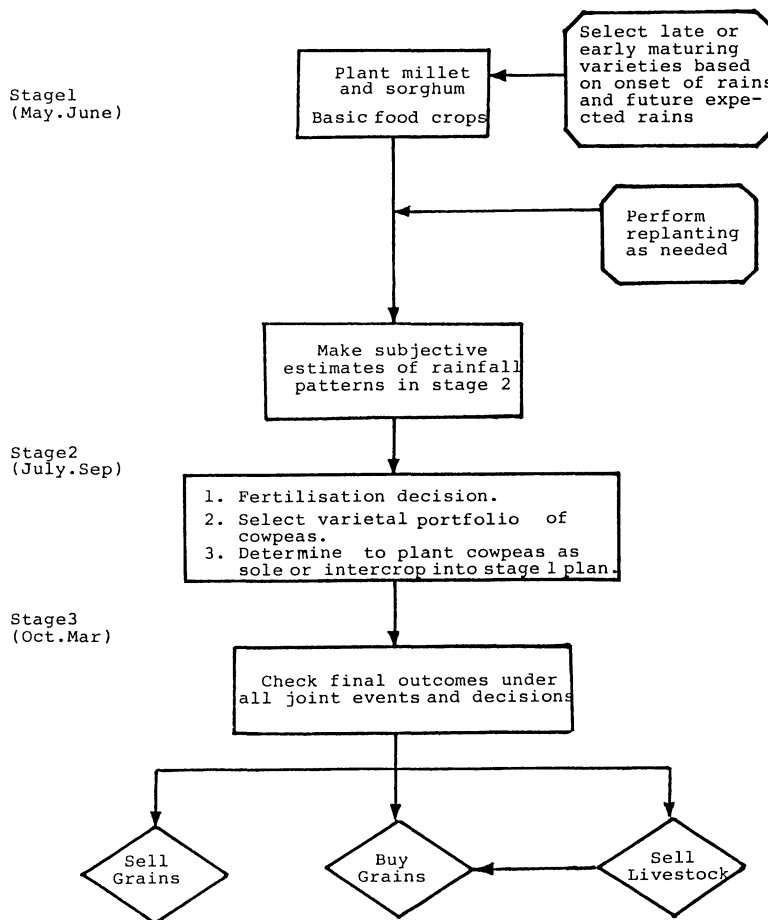 Select late or
early maturing
varieties based
on onset of rains
and future expe-
cted rains
Stage1
(May.June)
Plant millet
and sorghum
Basic food crops
Perform
replanting
as needed
Make subjective
estimates of rainfall
patterns in stage 2
Stage2
(July.Sep)
1. Fertilisation decision.
2. Select varietal portfolio of
cowpeas.
3. Determine to plant cowpeas as
sole or intercrop into stage 1 plan.
Stage3
(Oct.Mar)
Check final outcomes under
all joint events and decisions
Sell
Grains
Buy
Grains
Sell
Livestock